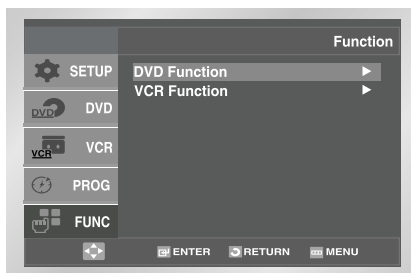 Function
SETUP
DVD Function ►
VCR Function ►
DVD DVD
VCR VCR
PROG
FUNC
ENTER RETURN MENU